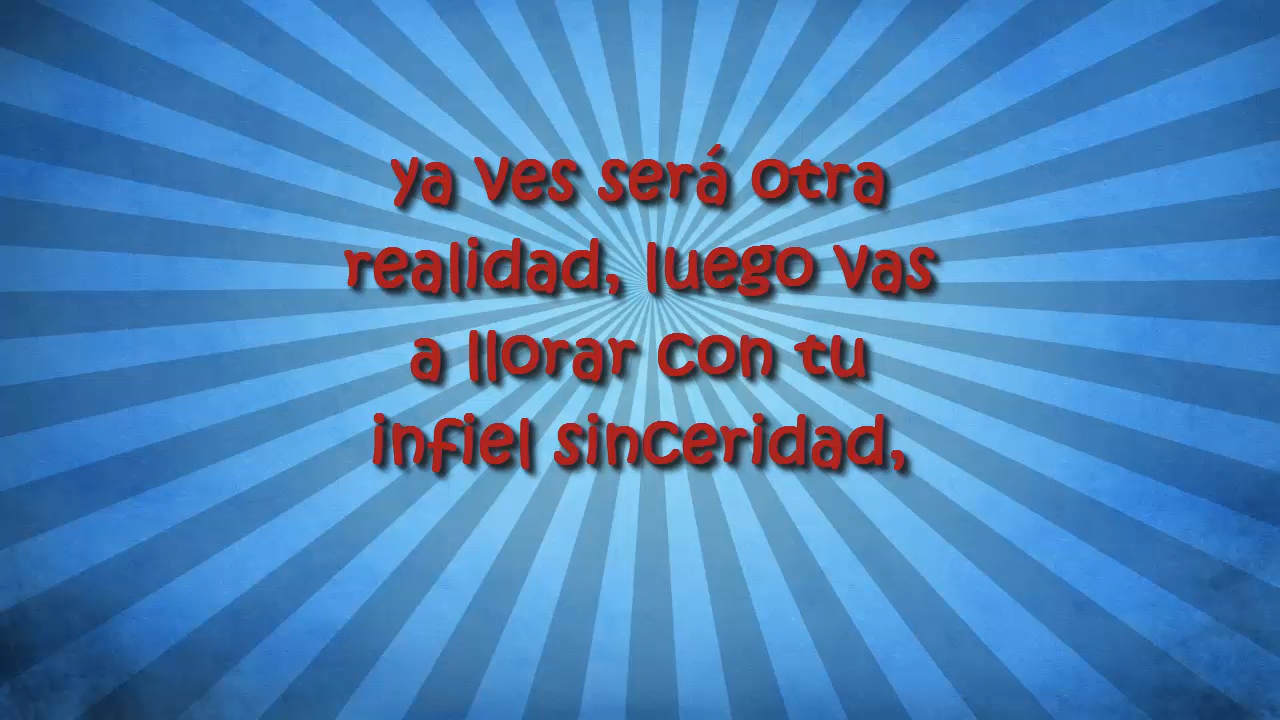 ya ves será otra
realidad, luego vas
a llorar con tu
infiel sinceridad,